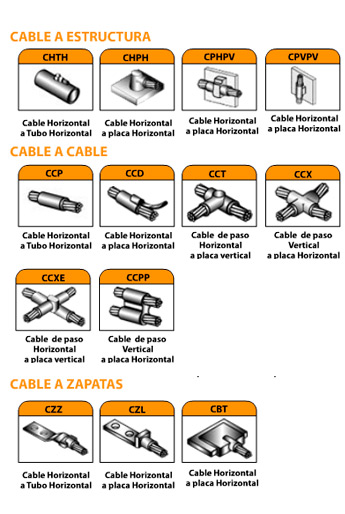 CABLE A ESTRUCTURA
CHTH
CHPH
CPHPV
CPVPV
Cable Horizontal
a Tubo Horizontal
Cable Horizontal
a placa Horizontal
Cable Horizontal
a placa Horizontal
Cable Horizontal
a placa Horizontal
CABLE A CABLE
CCP
CCD
CCT
CCX
Cable Horizontal
a Tubo Horizontal
Cable Horizontal
a placa Horizontal
Cable de paso
Horizontal
a placa vertical
Cable de paso
Vertical
a placa Horizontal
CCXE
CCPP
Cable de paso
Horizontal
a placa vertical
Cable de paso
Vertical
a placa Horizontal
CABLE A ZAPATAS
CZZ
CZL
CBT
Cable Horizontal
a Tubo Horizontal
Cable Horizontal
a placa Horizontal
Cable Horizontal
a placa Horizontal